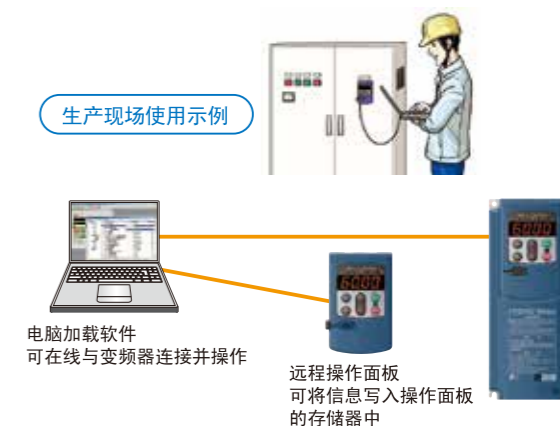 生产现场使用示例
6000
6000
电脑加载软件
可在线与变频器连接并操作
远程操作面板
可将信息写入操作面板
的存储器中